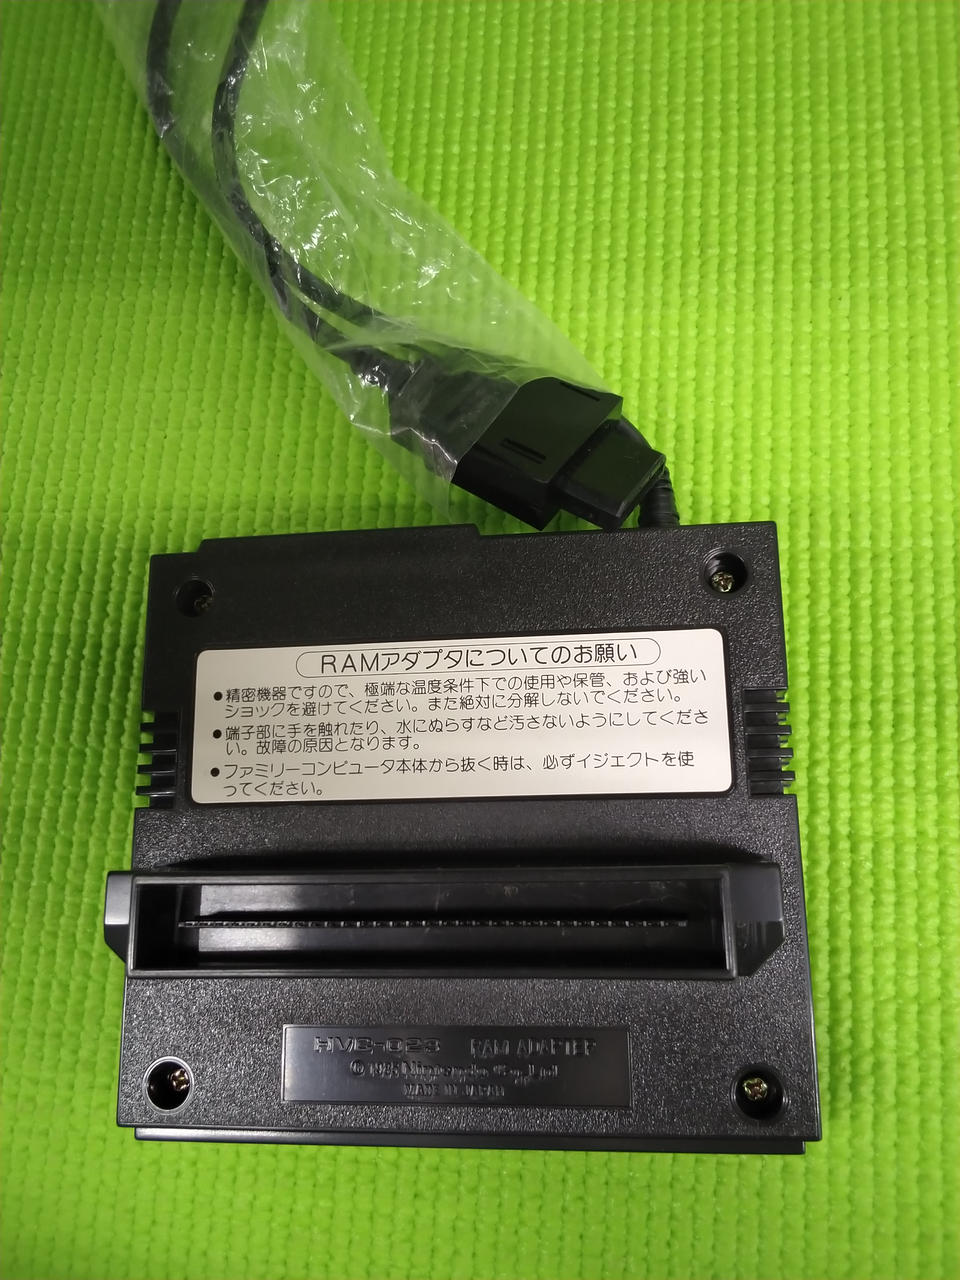 RAMアダプタについてのお願い
●精密機器ですので、極端な温度条件下での使用や保管、および強い
ショックを避けてください。また絶対に分解しないでください。
●端子部に手を触れたり、水にぬらすなど汚さないようにしてくださ
い。故障の原因となります。
●ファミリーコンピュータ本体から抜く時は、必ずイジェクトを使
ってください。
HVC-023 RAM ADAPTER
©1985 Nintendo Co., Ltd.
MADE IN JAPAN